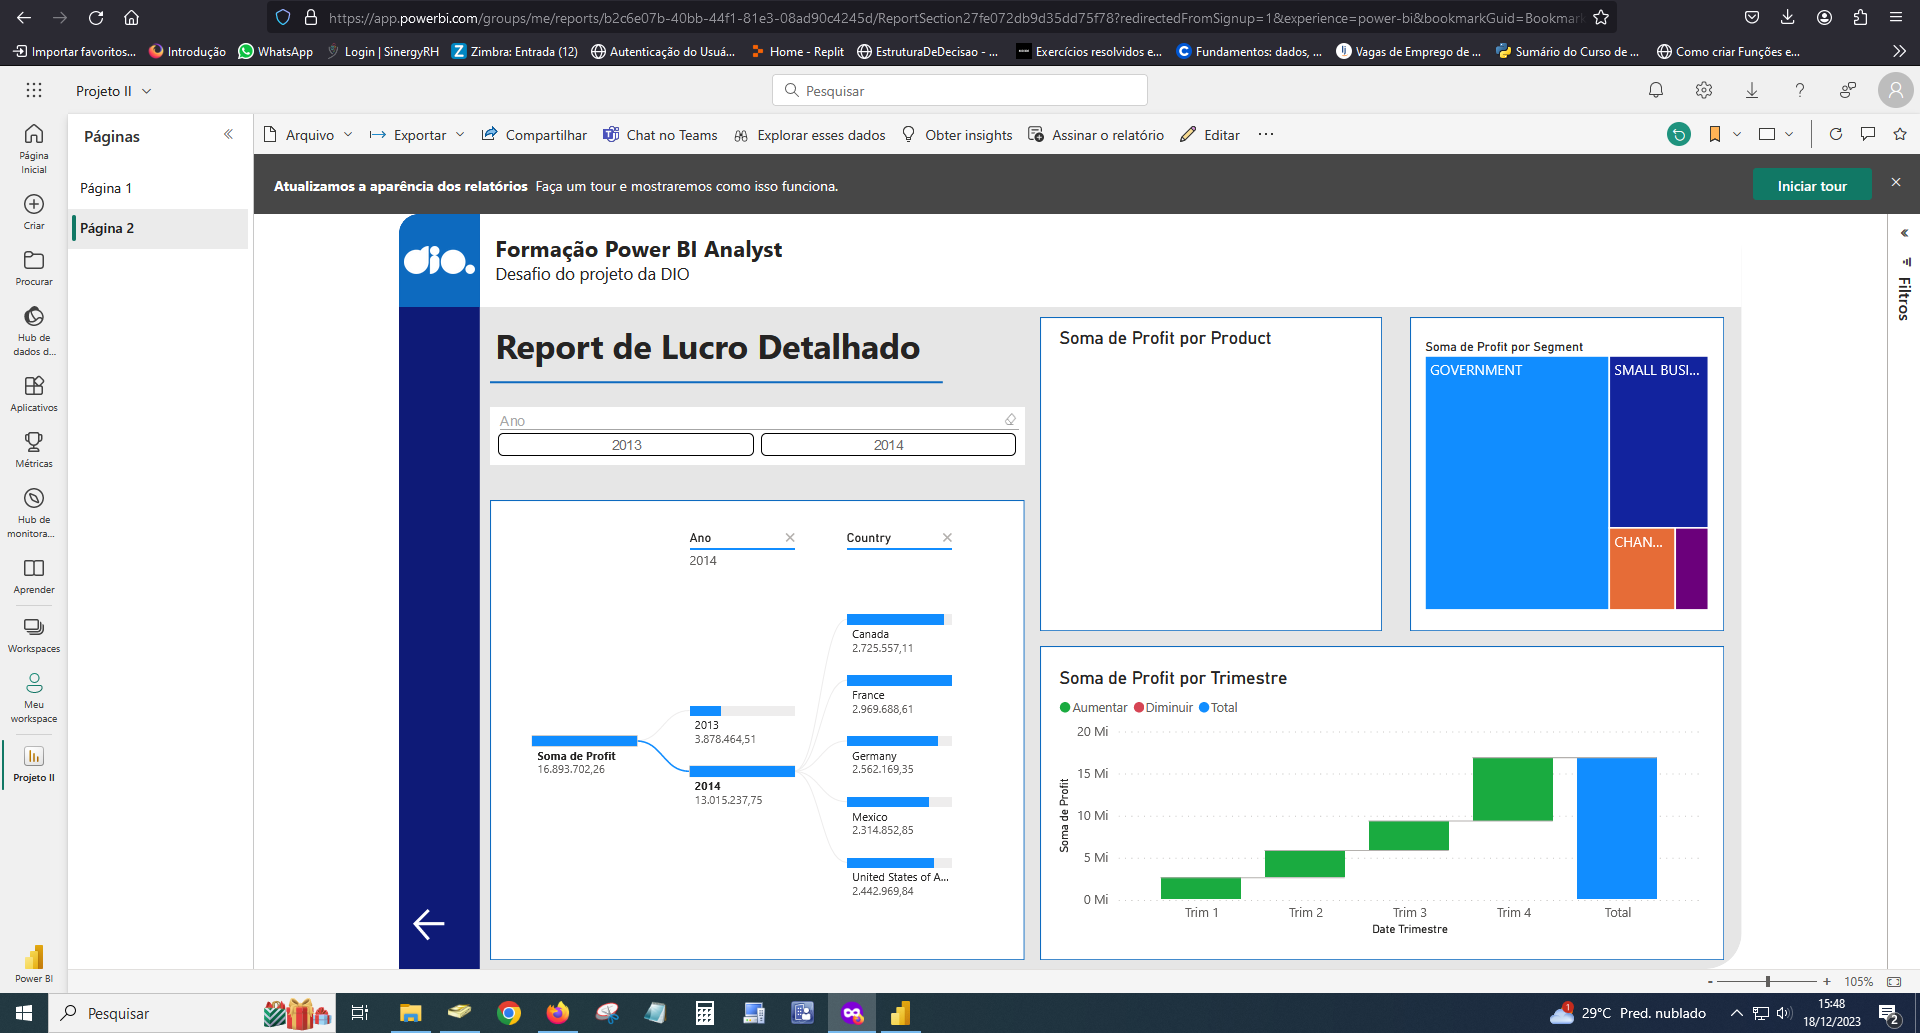 https://app.powerbi.com/groups/me/reports/b2c6e07b-40bb-44f1-81e3-08ad90c4245d/ReportSection27fe072db9d35dd75f78?redirectedFromSignup=1&experience=power-bi&bookmarkGuid=Bookmark
Importar favoritos... Introdução WhatsApp Login | SinergyRH Zimbra: Entrada (12) Autenticação do Usuá... Home - Replit EstruturaDeDecisao - ... Exercícios resolvidos e... Fundamentos: dados, ... Vagas de Emprego de ... Sumário do Curso de ... Como criar Funções e...
Projeto II
Pesquisar
Página Inicial
Criar
Procurar
Hub de dados d...
Aplicativos
Métricas
Hub de monitora...
Aprender
Workspaces
Meu workspace
Projeto II
Power BI
Páginas
Página 1
Página 2
Arquivo Exportar Compartilhar Chat no Teams Explorar esses dados Obter insights Assinar o relatório Editar ...
Atualizamos a aparência dos relatórios Faça um tour e mostraremos como isso funciona.
Iniciar tour
Filtros
dio.
Formação Power BI Analyst
Desafio do projeto da DIO
Report de Lucro Detalhado
Ano
2013 2014
Ano
2014
Country
Soma de Profit
16.893.702,26
2013
3.878.464,51
2014
13.015.237,75
Canada
2.725.557,11
France
2.969.688,61
Germany
2.562.169,35
Mexico
2.314.852,85
United States of A...
2.442.969,84
Soma de Profit por Product
Soma de Profit por Segment
GOVERNMENT
SMALL BUSI...
CHAN...
Soma de Profit por Trimestre
Aumentar Diminuir Total
20 Mi
15 Mi
10 Mi
5 Mi
0 Mi
Soma de Profit
Trim 1 Trim 2 Trim 3 Trim 4 Total
Date Trimestre
- + 105%
Pesquisar
1
29°C Pred. nublado
15:48
18/12/2023
2